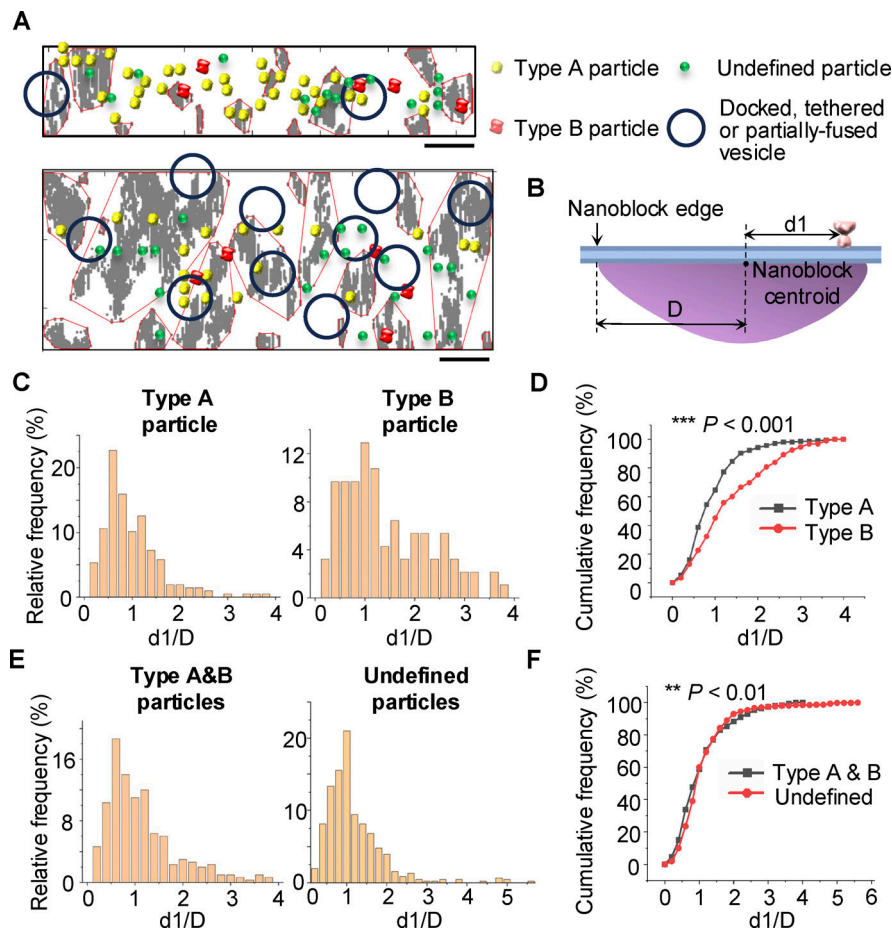 A
Type A particle
Undefined particle
Type B particle
Docked, tethered
or partially-fused
vesicle
B
Nanoblock edge
d1
Nanoblock
centroid
D
C
Type A
particle
Type B
particle
Relative frequency (%)
20
10
0
0 1 2 3 4
d1/D
12
8
4
0
0 1 2 3 4
d1/D
D
*** P < 0.001
Cumulative frequency (%)
100
80
60
40
20
0
Type A
Type B
0 1 2 3 4
d1/D
E
Type A&B
particles
Undefined
particles
Relative frequency (%)
16
8
0
0 1 2 3 4
d1/D
20
10
0
0 1 2 3 4 5
d1/D
F
** P < 0.01
Cumulative frequency (%)
100
80
60
40
20
0
Type A & B
Undefined
0 1 2 3 4 5 6
d1/D